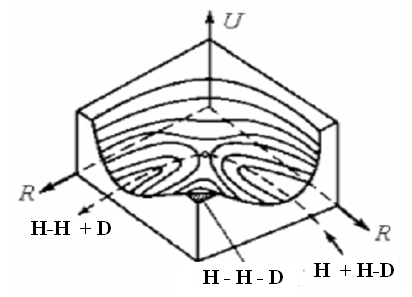 U
R
R
H-H + D
H - H - D
H + H-D